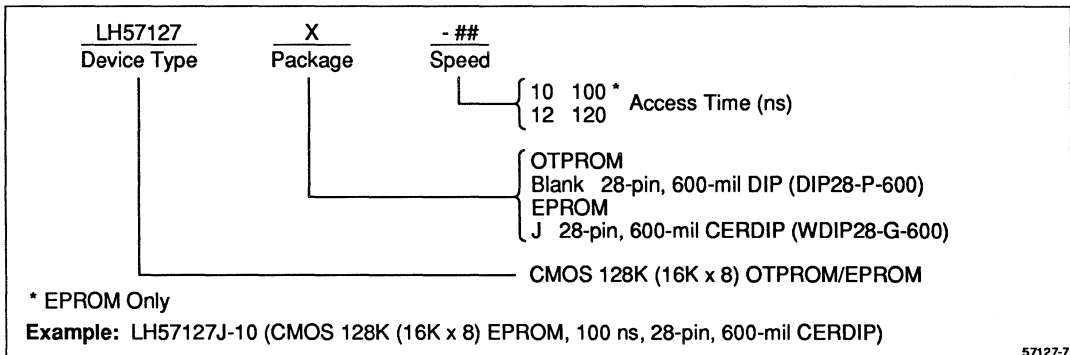 LH57127 X - ##
Device Type Package Speed
10 100 *
12 120
Access Time (ns)
OTPROM
Blank 28-pin, 600-mil DIP (DIP28-P-600)
EPROM
J 28-pin, 600-mil CERDIP (WDIP28-G-600)
CMOS 128K (16K x 8) OTPROM/EPROM
* EPROM Only
Example: LH57127J-10 (CMOS 128K (16K x 8) EPROM, 100 ns, 28-pin, 600-mil CERDIP)
57127-7